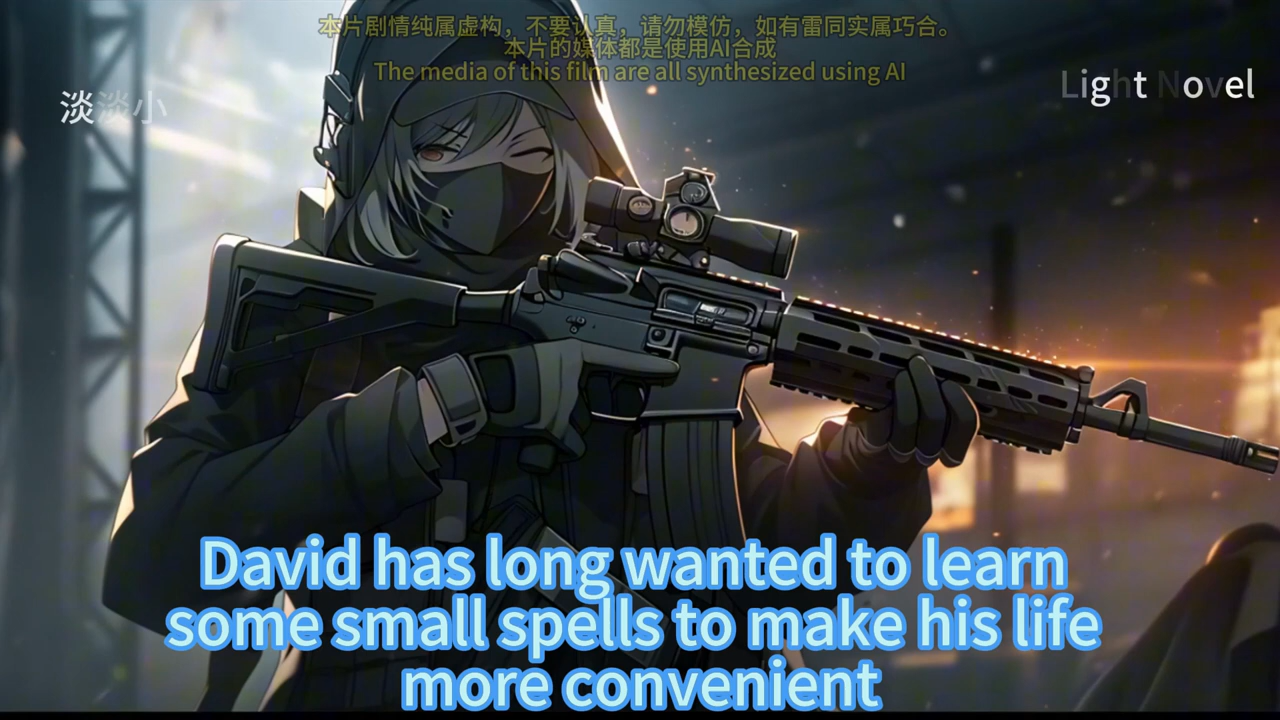 本片剧情纯属虚构，不要认真，请勿模仿，如有雷同实属巧合。
本片的媒体都是使用AI合成
The media of this film are all synthesized using AI
淡淡小
Light Novel
David has long wanted to learn
some small spells to make his life
more convenient